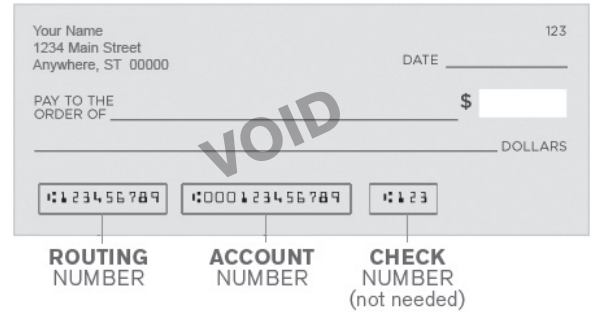 Your Name
1234 Main Street
Anywhere, ST 00000
123
DATE
PAY TO THE
ORDER OF
$
VOID
DOLLARS
⑆123456789
⑆000123456789
⑆123
ROUTING
NUMBER
ACCOUNT
NUMBER
CHECK
NUMBER
(not needed)